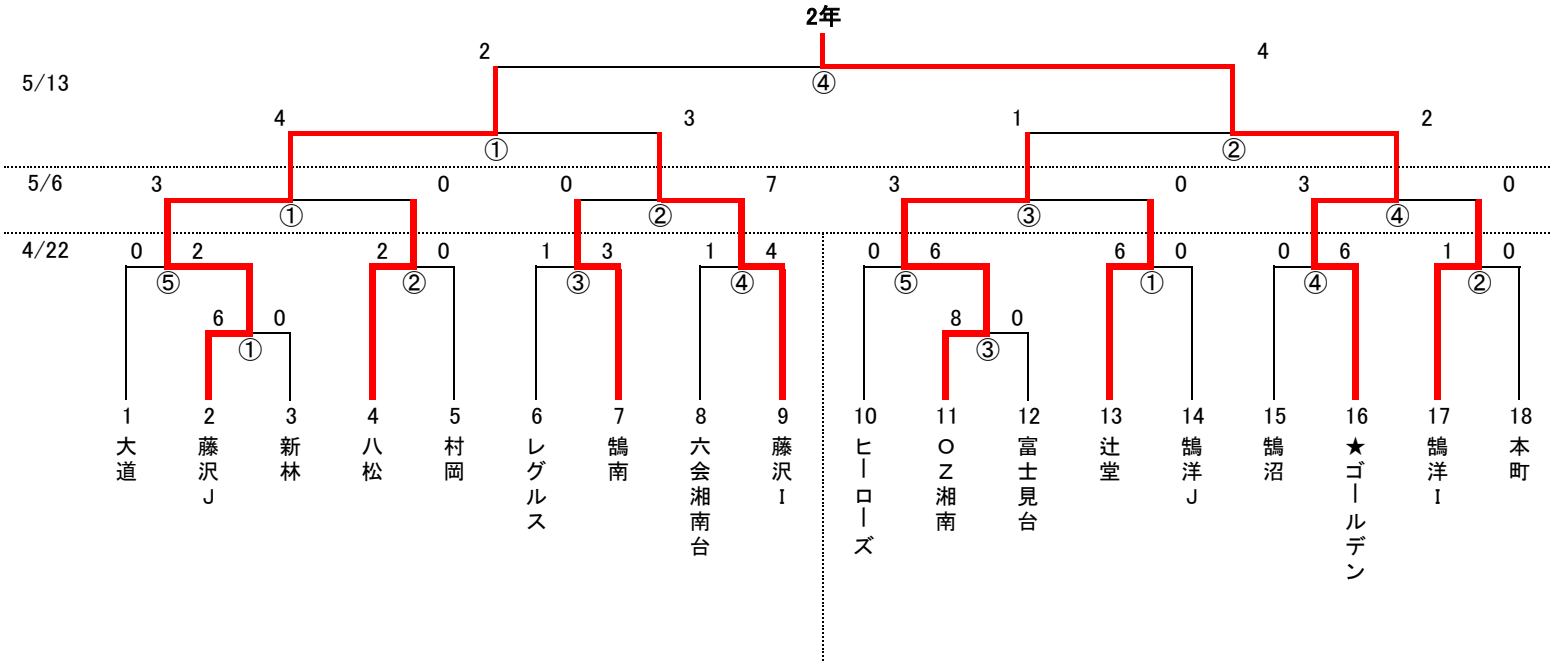 2年
2 4
5/13 ④
4 3 1 2
① ②
5/6 3 0 0 7 3 0 3 0
① ② ③ ④
4/22 0 2 2 0 1 3 1 4 0 6 6 0 0 6 1 0
⑤ ② ③ ④ ⑤ ① ④ ②
6 0 8 0
① ③
1 2 3 4 5 6 7 8 9 10 11 12 13 14 15 16 17 18
大道
藤沢J
新林
八松
村岡
レグルス
鵠南
六会湘南台
藤沢I
ヒーローズ
OZ湘南
富士見台
辻堂
鵠洋J
鵠沼
★ゴールデン
鵠洋I
本町